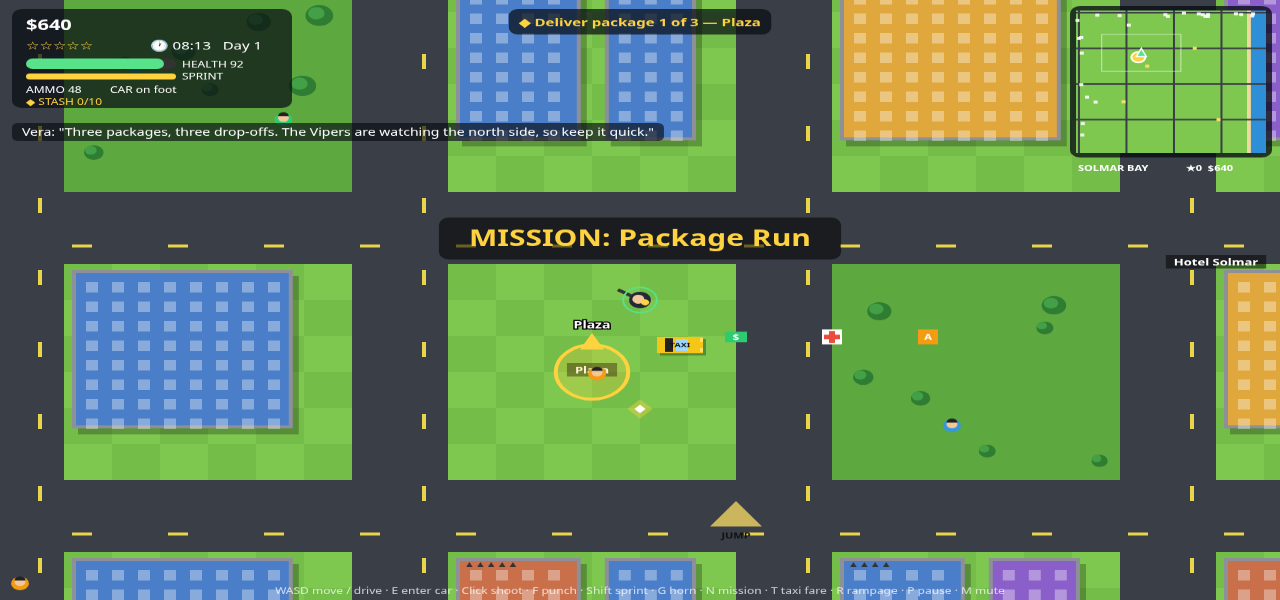 $640
☆☆☆☆☆ 🕐 08:13 Day 1
HEALTH 92
SPRINT
AMMO 48 CAR on foot
◆ STASH 0/10
◆ Deliver package 1 of 3 — Plaza
Vera: "Three packages, three drop-offs. The Vipers are watching the north side, so keep it quick."
SOLMAR BAY ★0 $640
MISSION: Package Run
Hotel Solmar
Plaza
$
A
TAXI
Plaza
JUMP
WASD move / drive · E enter car · Click shoot · F punch · Shift sprint · G horn · N mission · T taxi fare · R rampage · P pause · M mute